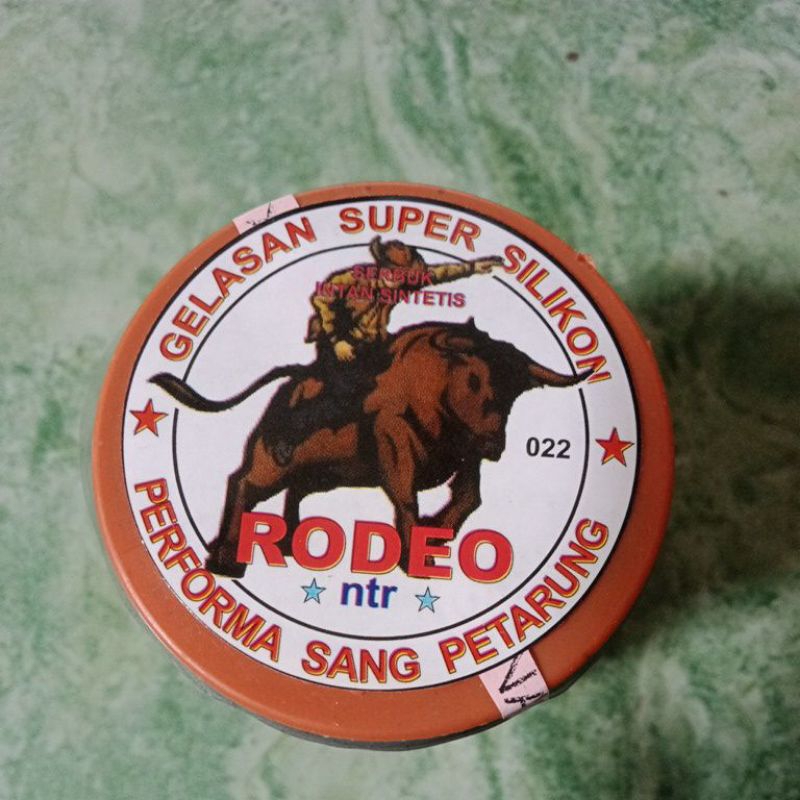 GELASAN SUPER SILIKON
SERBUK
INTAN SINTETIS
022
RODEO
ntr
PERFORMA SANG PETARUNG